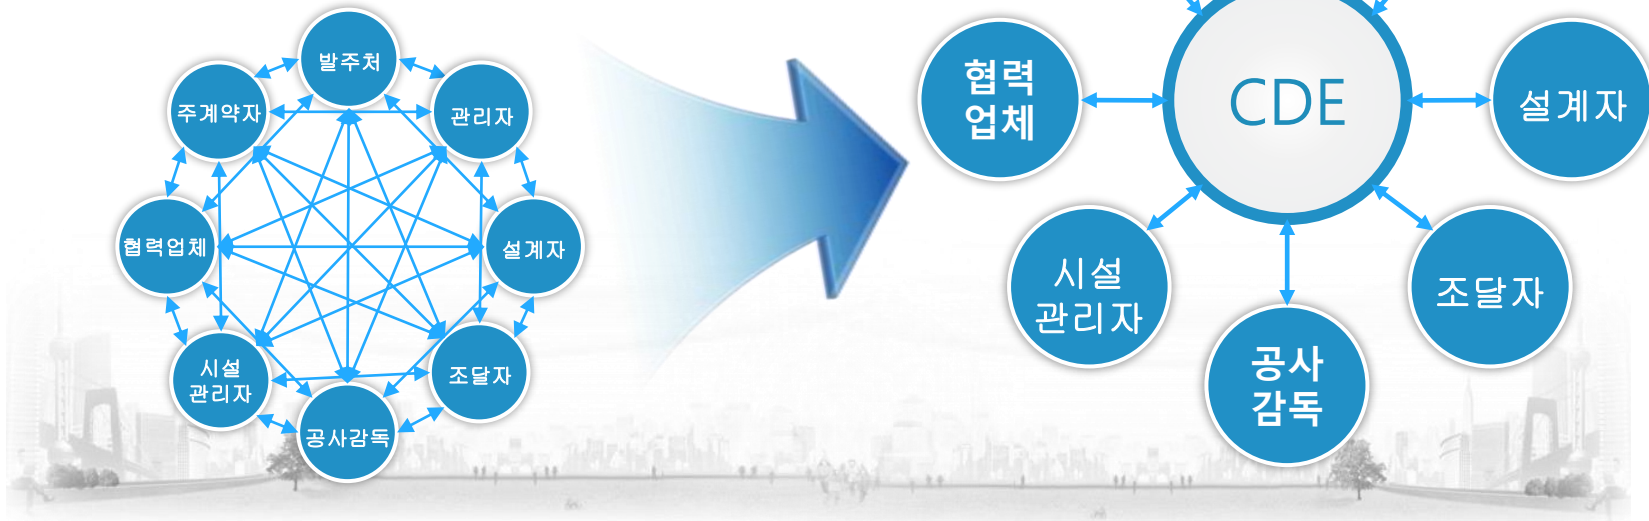 발주처
주계약자
관리자
협력업체
설계자
시설
관리자
조달자
공사감독
협력
업체
CDE
설계자
시설
관리자
조달자
공사
감독